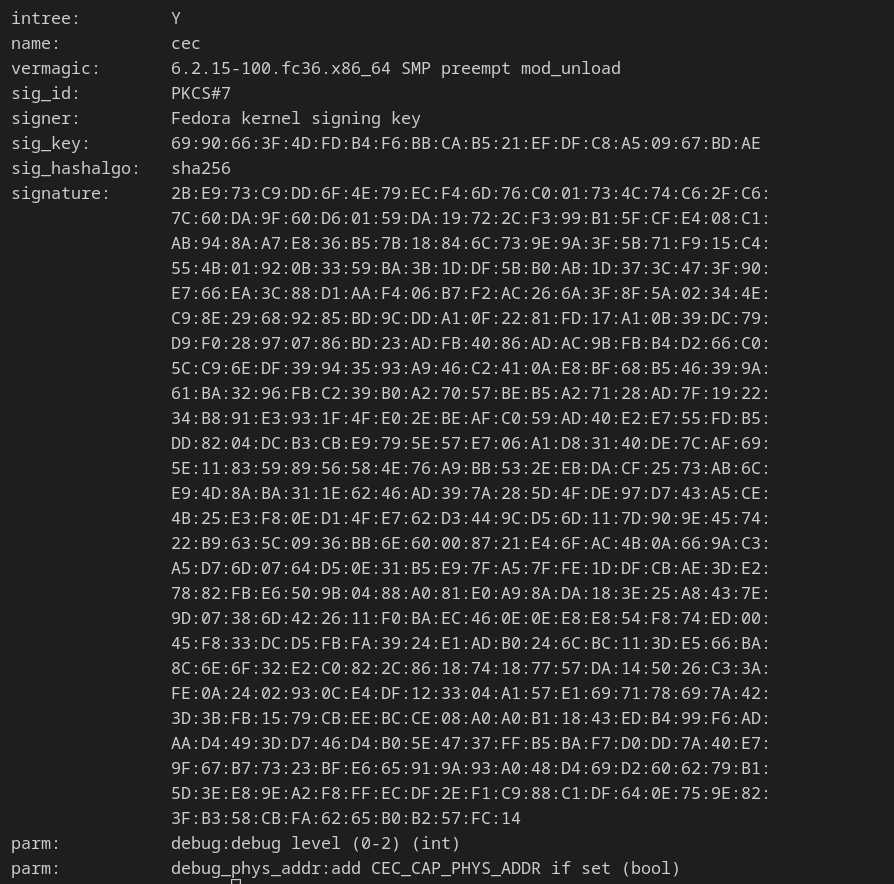 intree:         Y
name:           cec
vermagic:       6.2.15-100.fc36.x86_64 SMP preempt mod_unload
sig_id:         PKCS#7
signer:         Fedora kernel signing key
sig_key:        69:90:66:3F:4D:FD:B4:F6:BB:CA:B5:21:EF:DF:C8:A5:09:67:BD:AE
sig_hashalgo:   sha256
signature:      2B:E9:73:C9:DD:6F:4E:79:EC:F4:6D:76:C0:01:73:4C:74:C6:2F:C6:
                7C:60:DA:9F:60:D6:01:59:DA:19:72:2C:F3:99:B1:5F:CF:E4:08:C1:
                AB:94:8A:A7:E8:36:B5:7B:18:84:6C:73:9E:9A:3F:5B:71:F9:15:C4:
                55:4B:01:92:0B:33:59:BA:3B:1D:DF:5B:B0:AB:1D:37:3C:47:3F:90:
                E7:66:EA:3C:88:D1:AA:F4:06:B7:F2:AC:26:6A:3F:8F:5A:02:34:4E:
                C9:8E:29:68:92:85:BD:9C:DD:A1:0F:22:81:FD:17:A1:0B:39:DC:79:
                D9:F0:28:97:07:86:BD:23:AD:FB:40:86:AD:AC:9B:FB:B4:D2:66:C0:
                5C:C9:6E:DF:39:94:35:93:A9:46:C2:41:0A:E8:BF:68:B5:46:39:9A:
                61:BA:32:96:FB:C2:39:B0:A2:70:57:BE:B5:A2:71:28:AD:7F:19:22:
                34:B8:91:E3:93:1F:4F:E0:2E:BE:AF:C0:59:AD:40:E2:E7:55:FD:B5:
                DD:82:04:DC:B3:CB:E9:79:5E:57:E7:06:A1:D8:31:40:DE:7C:AF:69:
                5E:11:83:59:89:56:58:4E:76:A9:BB:53:2E:EB:DA:CF:25:73:AB:6C:
                E9:4D:8A:BA:31:1E:62:46:AD:39:7A:28:5D:4F:DE:97:D7:43:A5:CE:
                4B:25:E3:F8:0E:D1:4F:E7:62:D3:44:9C:D5:6D:11:7D:90:9E:45:74:
                22:B9:63:5C:09:36:BB:6E:60:00:87:21:E4:6F:AC:4B:0A:66:9A:C3:
                A5:D7:6D:07:64:D5:0E:31:B5:E9:7F:A5:7F:FE:1D:DF:CB:AE:3D:E2:
                78:82:FB:E6:50:9B:04:88:A0:81:E0:A9:8A:DA:18:3E:25:A8:43:7E:
                9D:07:38:6D:42:26:11:F0:BA:EC:46:0E:0E:E8:E8:54:F8:74:ED:00:
                45:F8:33:DC:D5:FB:FA:39:24:E1:AD:B0:24:6C:BC:11:3D:E5:66:BA:
                8C:6E:6F:32:E2:C0:82:2C:86:18:74:18:77:57:DA:14:50:26:C3:3A:
                FE:0A:24:02:93:0C:E4:DF:12:33:04:A1:57:E1:69:71:78:69:7A:42:
                3D:3B:FB:15:79:CB:EE:BC:CE:08:A0:A0:B1:18:43:ED:B4:99:F6:AD:
                AA:D4:49:3D:D7:46:D4:B0:5E:47:37:FF:B5:BA:F7:D0:DD:7A:40:E7:
                9F:67:B7:73:23:BF:E6:65:91:9A:93:A0:48:D4:69:D2:60:62:79:B1:
                5D:3E:E8:9E:A2:F8:FF:EC:DF:2E:F1:C9:88:C1:DF:64:0E:75:9E:82:
                3F:B3:58:CB:FA:62:65:B0:B2:57:FC:14
parm:           debug:debug level (0-2) (int)
parm:           debug_phys_addr:add CEC_CAP_PHYS_ADDR if set (bool)